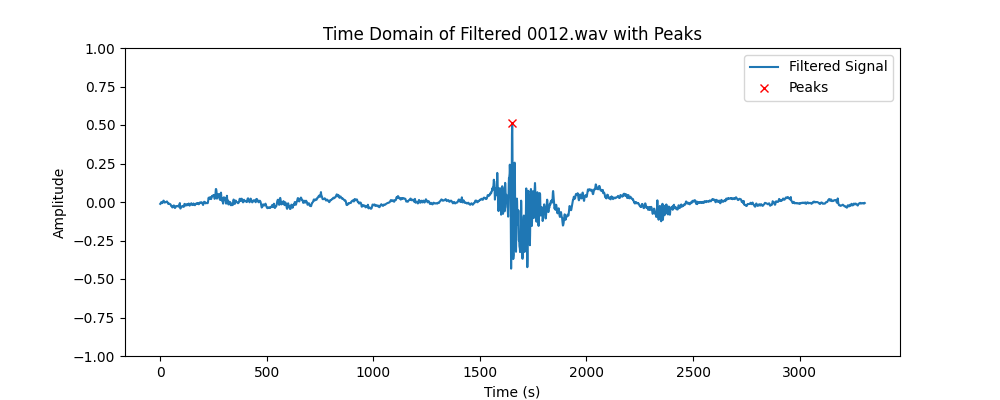 Time Domain of Filtered 0012.wav with Peaks
Filtered Signal
Peaks
1.00
0.75
0.50
0.25
0.00
−0.25
−0.50
−0.75
−1.00
Amplitude
0 500 1000 1500 2000 2500 3000
Time (s)